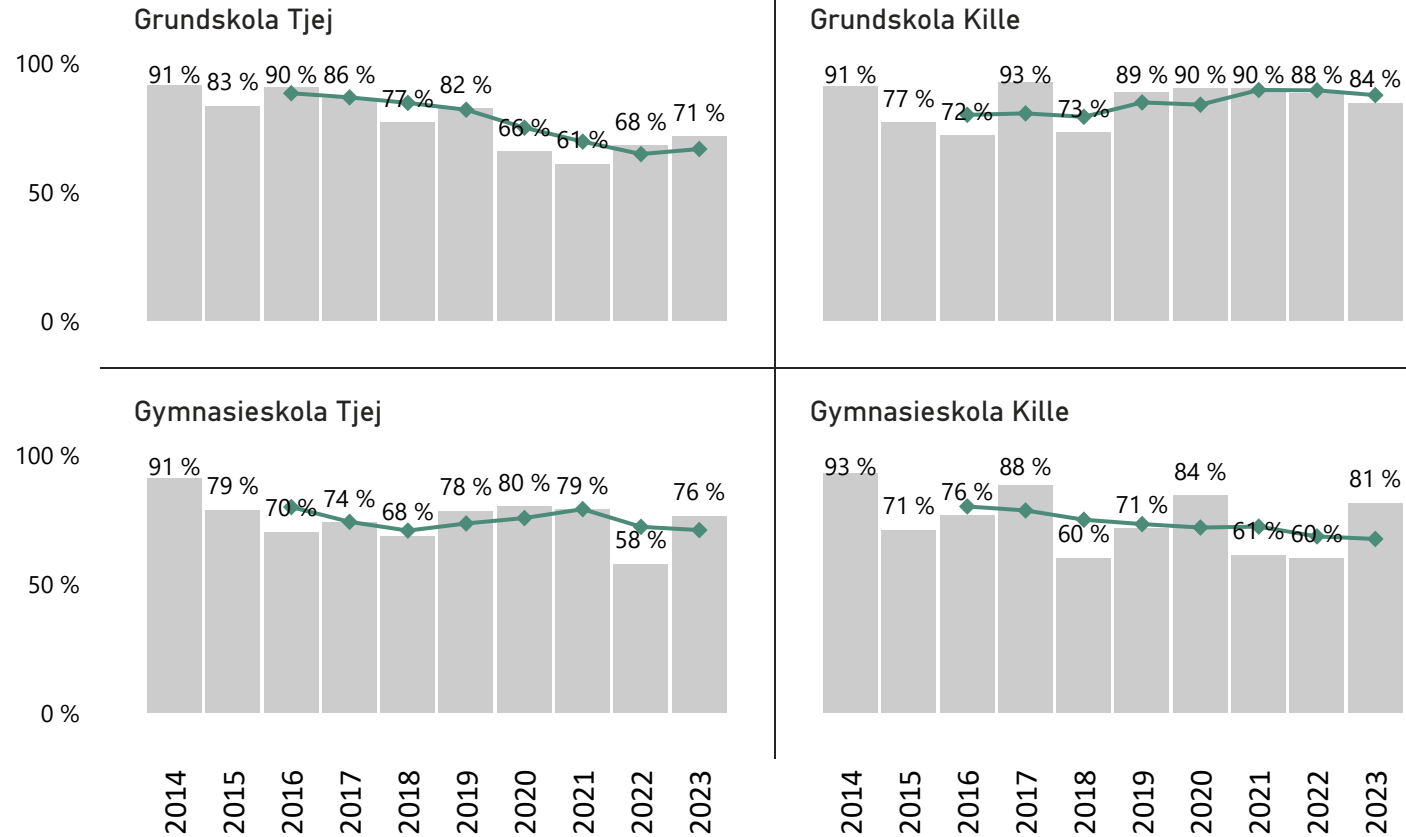 Grundskola Tjej
100 %
50 %
0 %
91 % 83 % 90 % 86 % 77 % 82 % 66 % 61 % 68 % 71 %
Grundskola Kille
91 % 77 % 72 % 93 % 73 % 89 % 90 % 90 % 88 % 84 %
Gymnasieskola Tjej
100 %
50 %
0 %
91 % 79 % 70 % 74 % 68 % 78 % 80 % 79 % 58 % 76 %
2014 2015 2016 2017 2018 2019 2020 2021 2022 2023
Gymnasieskola Kille
93 % 71 % 76 % 88 % 60 % 71 % 84 % 61 % 60 % 81 %
2014 2015 2016 2017 2018 2019 2020 2021 2022 2023